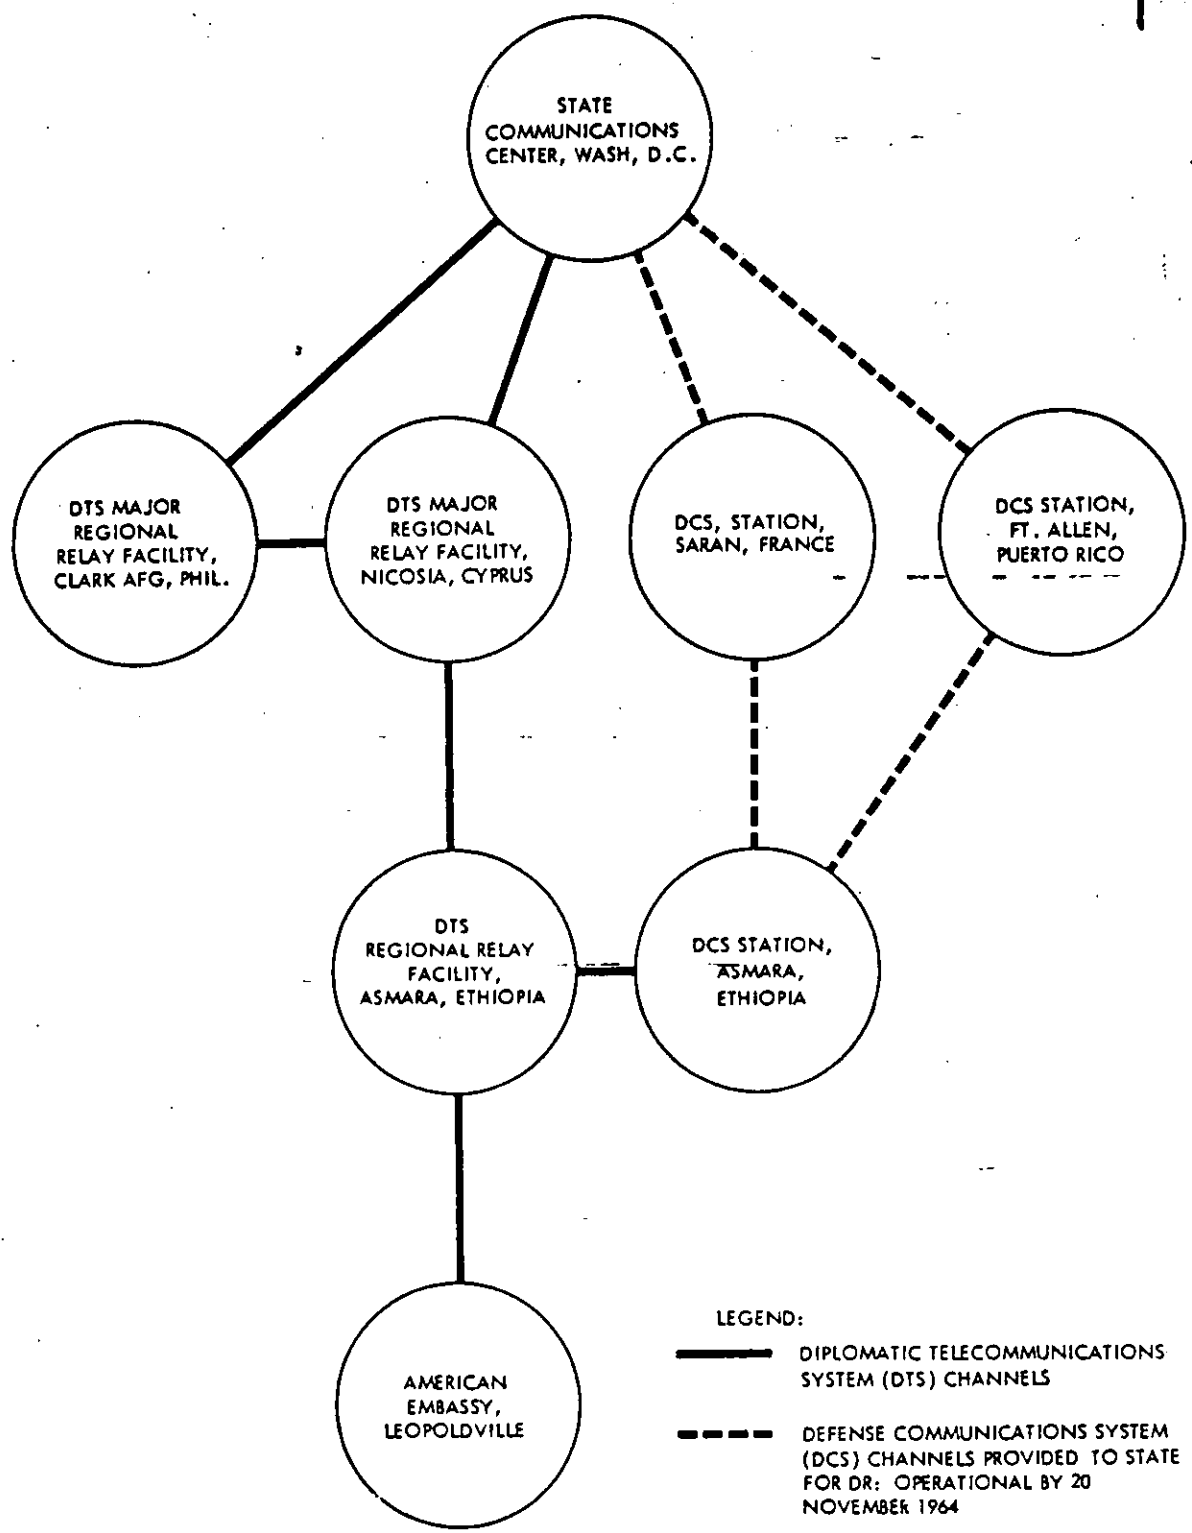 STATE
COMMUNICATIONS
CENTER, WASH, D.C.
DTS MAJOR
REGIONAL
RELAY FACILITY,
CLARK AFG, PHIL.
DTS MAJOR
REGIONAL
RELAY FACILITY,
NICOSIA, CYPRUS
DCS, STATION,
SARAN, FRANCE
DCS STATION,
FT. ALLEN,
PUERTO RICO
DTS
REGIONAL RELAY
FACILITY,
ASMARA, ETHIOPIA
DCS STATION,
ASMARA,
ETHIOPIA
AMERICAN
EMBASSY,
LEOPOLDVILLE
LEGEND:
DIPLOMATIC TELECOMMUNICATIONS
SYSTEM (DTS) CHANNELS
DEFENSE COMMUNICATIONS SYSTEM
(DCS) CHANNELS PROVIDED TO STATE
FOR DR: OPERATIONAL BY 20
NOVEMBER 1964